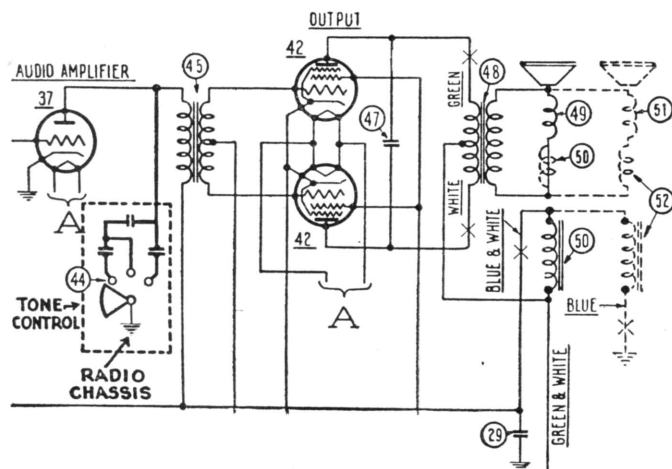 OUTPUT
AUDIO AMPLIFIER
37
45
42
47
GREEN
48
49
50
51
52
A
42
WHITE
BLUE & WHITE
50
BLUE
44
TONE
CONTROL
RADIO
CHASSIS
A
29
GREEN & WHITE